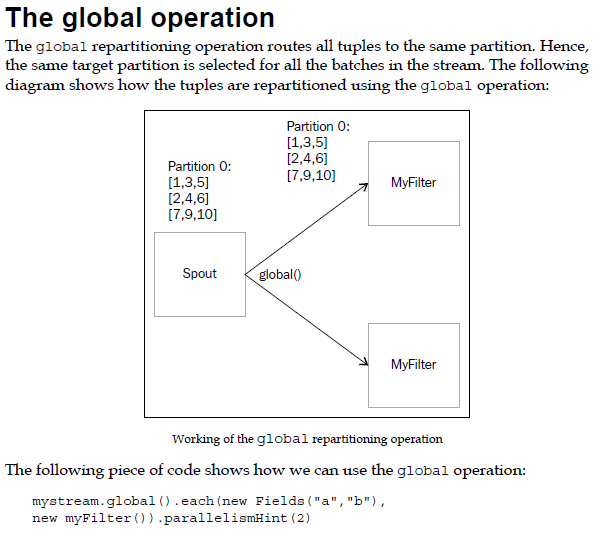 The global operation
The global repartitioning operation routes all tuples to the same partition. Hence,
the same target partition is selected for all the batches in the stream. The following
diagram shows how the tuples are repartitioned using the global operation:
Partition 0:
[1,3,5]
[2,4,6]
[7,9,10]
Partition 0:
[1,3,5]
[2,4,6]
[7,9,10]
MyFilter
Spout
global()
MyFilter
Working of the global repartitioning operation
The following piece of code shows how we can use the global operation:
mystream.global().each(new Fields("a","b"),
new myFilter()).parallelismHint(2)